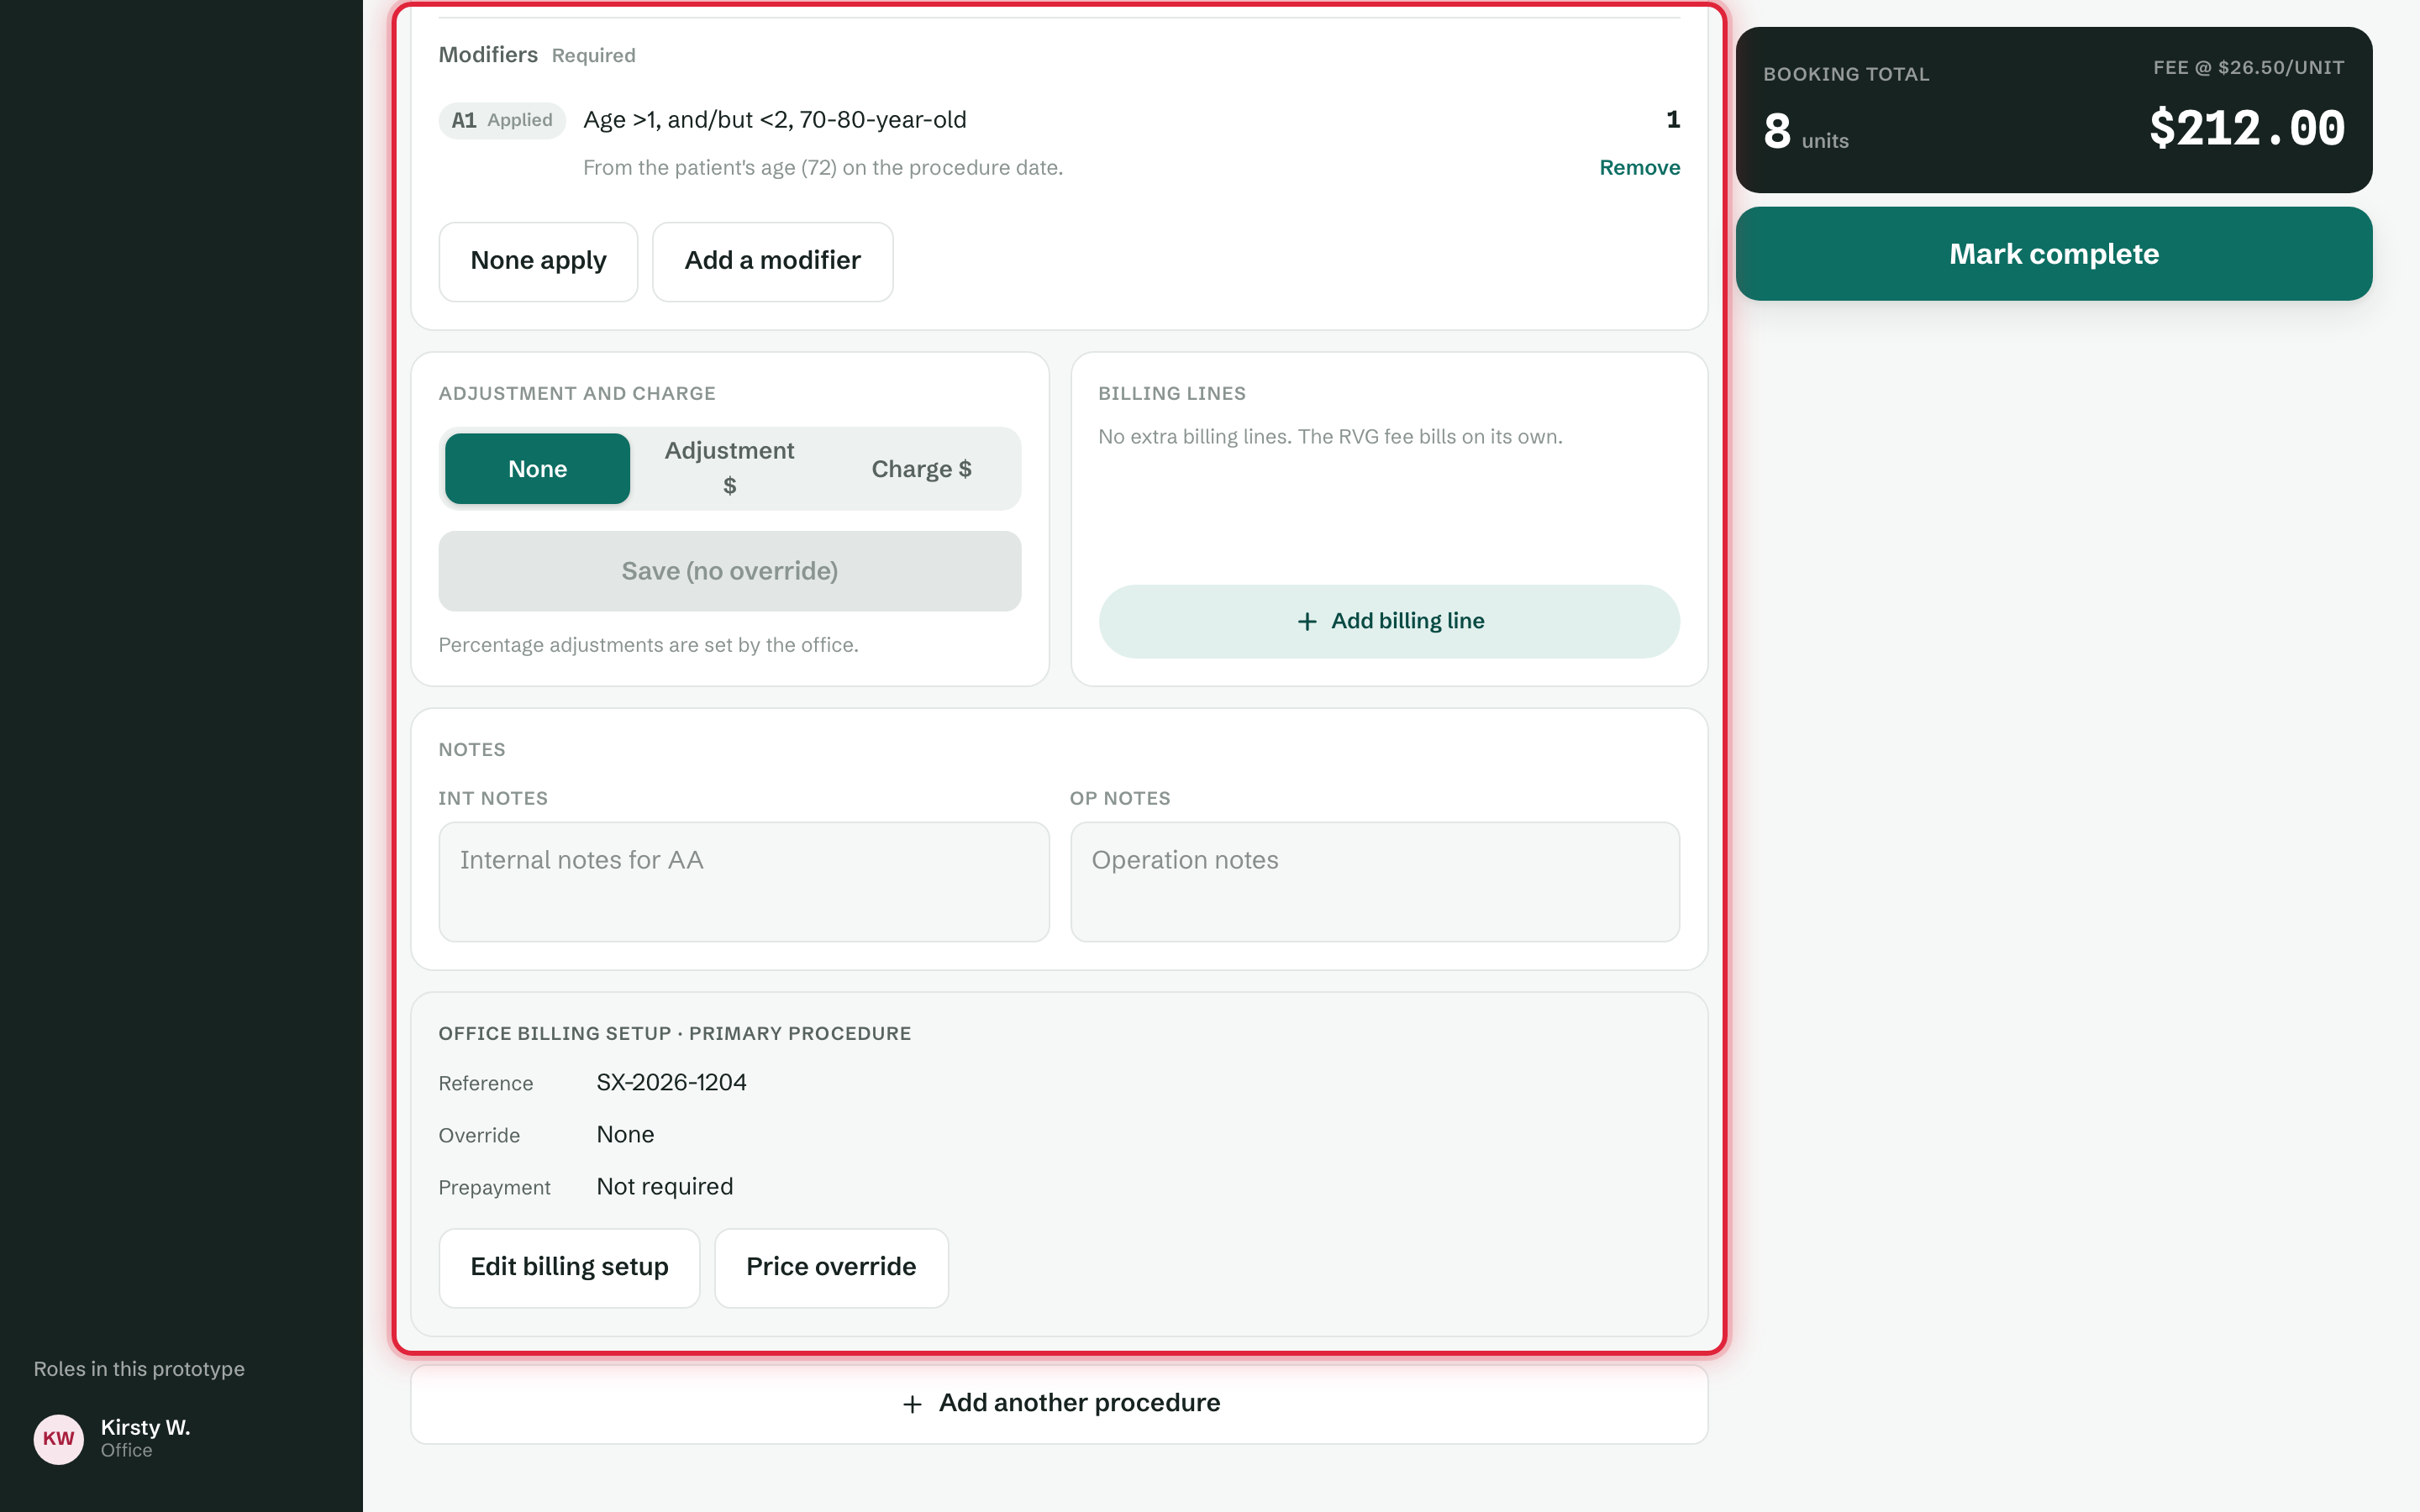 Modifiers Required
A1 Applied Age >1, and/but <2, 70-80-year-old 1
From the patient's age (72) on the procedure date. Remove
None apply Add a modifier
ADJUSTMENT AND CHARGE
None Adjustment $ Charge $
Save (no override)
Percentage adjustments are set by the office.
BILLING LINES
No extra billing lines. The RVG fee bills on its own.
+ Add billing line
NOTES
INT NOTES
Internal notes for AA
OP NOTES
Operation notes
OFFICE BILLING SETUP · PRIMARY PROCEDURE
Reference SX-2026-1204
Override None
Prepayment Not required
Edit billing setup Price override
+ Add another procedure
BOOKING TOTAL
8 units
FEE @ $26.50/UNIT
$212.00
Mark complete
Roles in this prototype
KW
Kirsty W.
Office